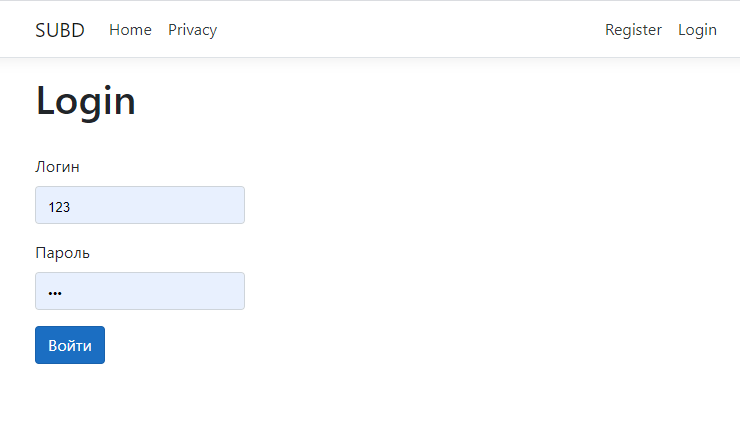 SUBD Home Privacy Register Login
Login
Логин
123
Пароль
•••
Войти